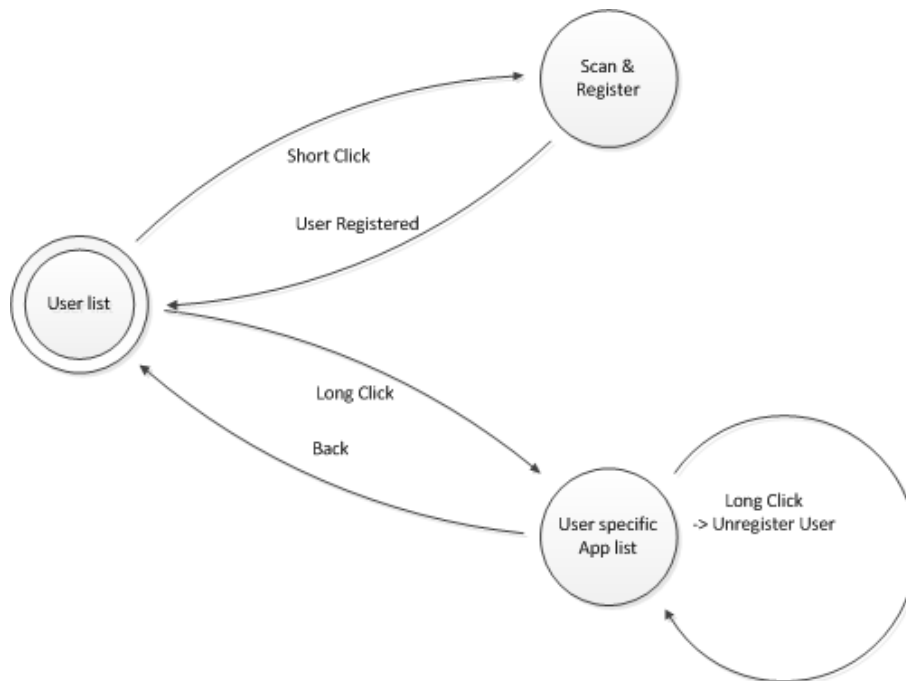 Scan &
Register
Short Click
User Registered
User list
Long Click
Back
User specific
App list
Long Click
-> Unregister User